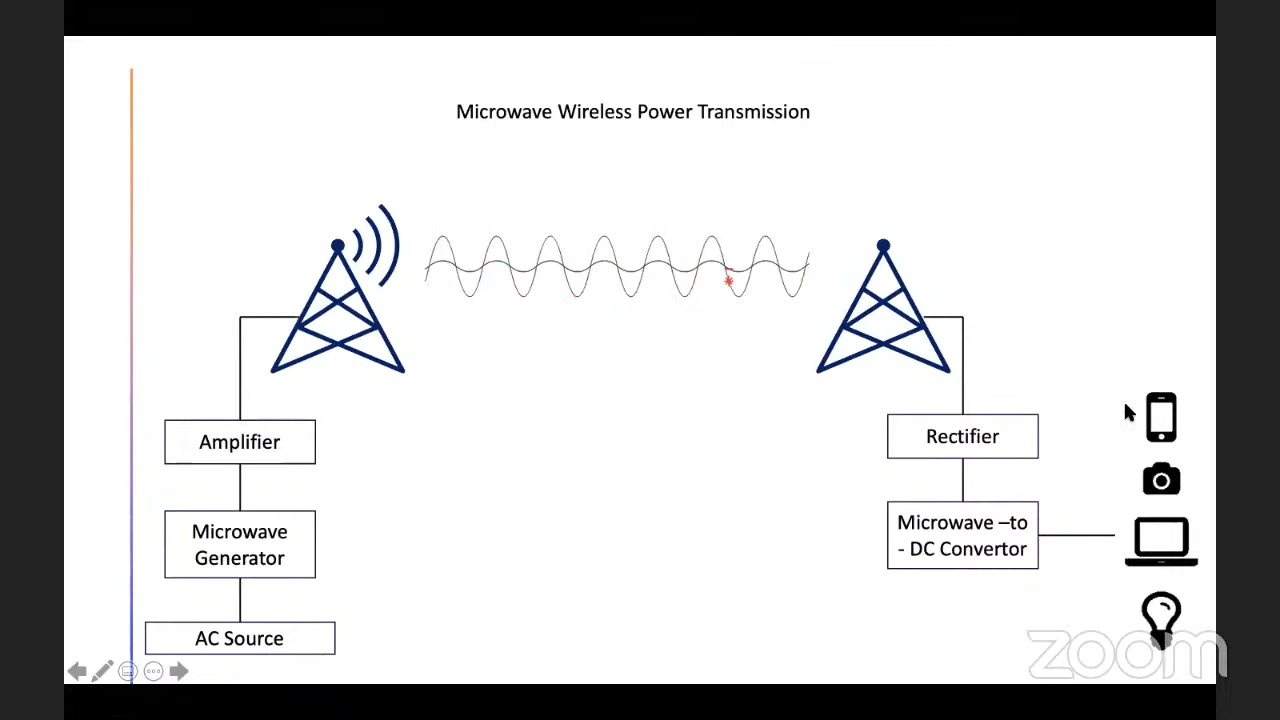 Microwave Wireless Power Transmission
Amplifier
Microwave
Generator
AC Source
Rectifier
Microwave –to
- DC Convertor
zoom